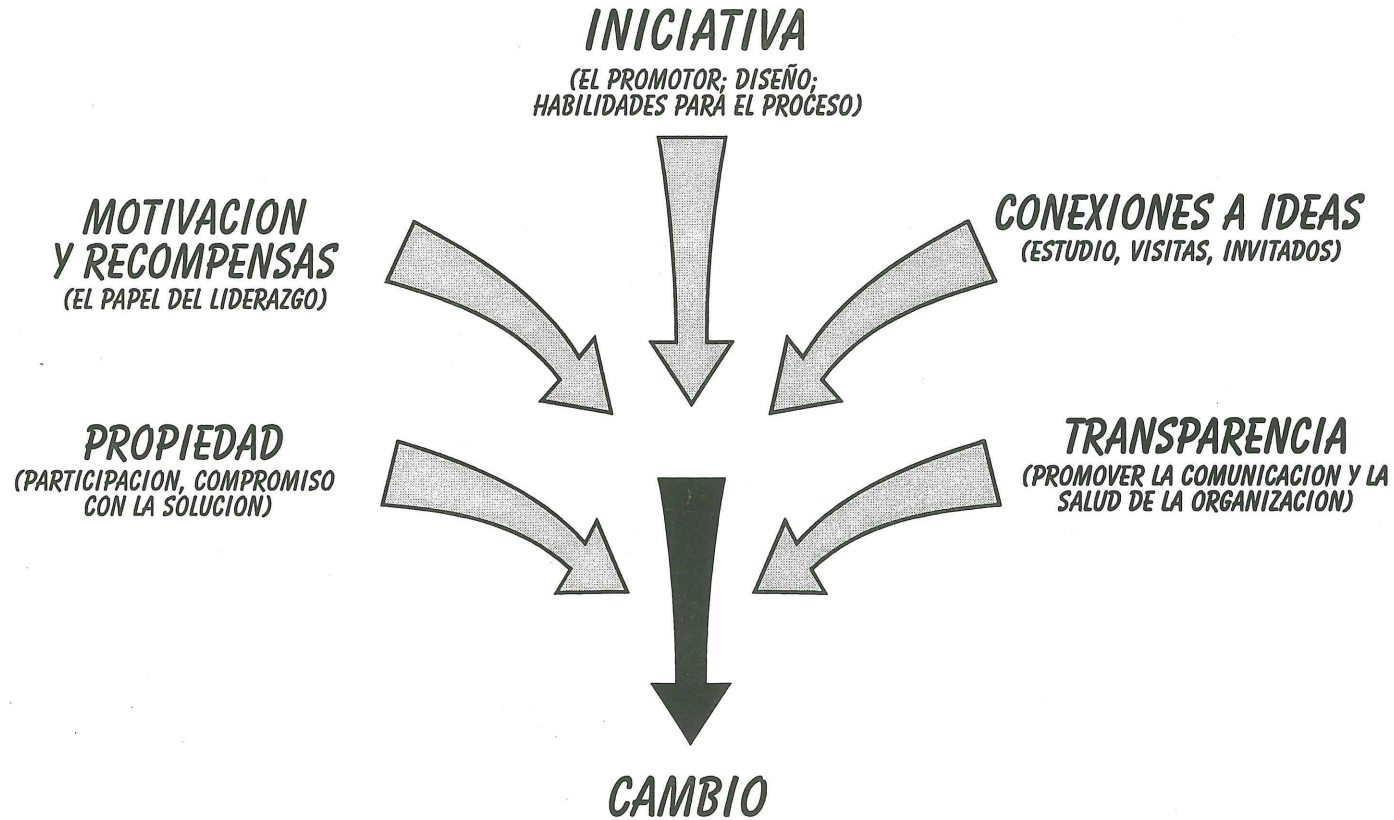 INICIATIVA
(EL PROMOTOR; DISEÑO;
HABILIDADES PARA EL PROCESO)
MOTIVACION
Y RECOMPENSAS
(EL PAPEL DEL LIDERAZGO)
CONEXIONES A IDEAS
(ESTUDIO, VISITAS, INVITADOS)
PROPIEDAD
(PARTICIPACION, COMPROMISO
CON LA SOLUCION)
TRANSPARENCIA
(PROMOVER LA COMUNICACION Y LA
SALUD DE LA ORGANIZACION)
CAMBIO